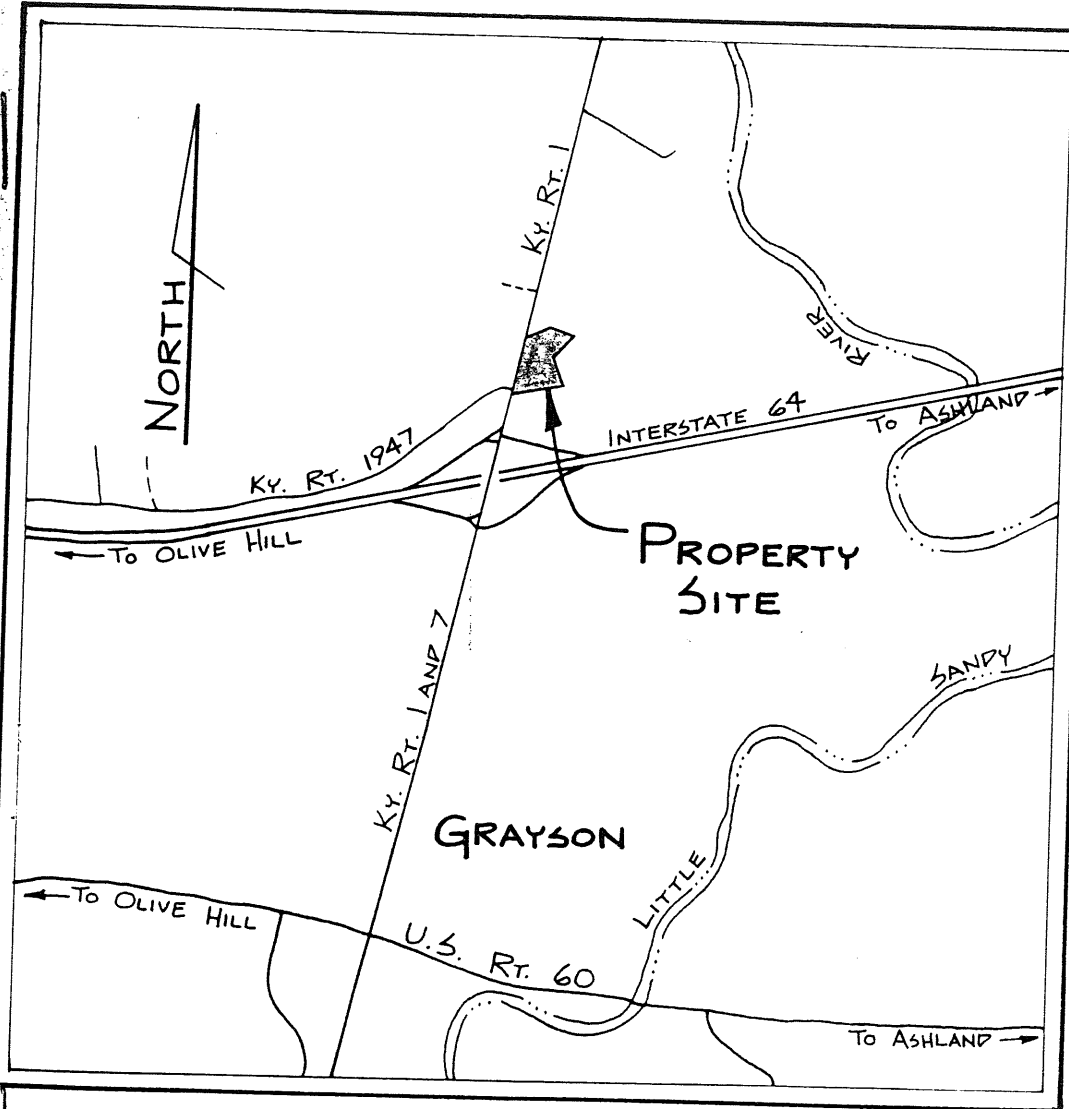 KY. RT. 1
NORTH
RIVER
INTERSTATE 64
TO ASHLAND
KY. RT. 1947
TO OLIVE HILL
PROPERTY
SITE
KY. RT. 1 AND 7
SANDY
GRAYSON
LITTLE
TO OLIVE HILL
U.S. RT. 60
TO ASHLAND